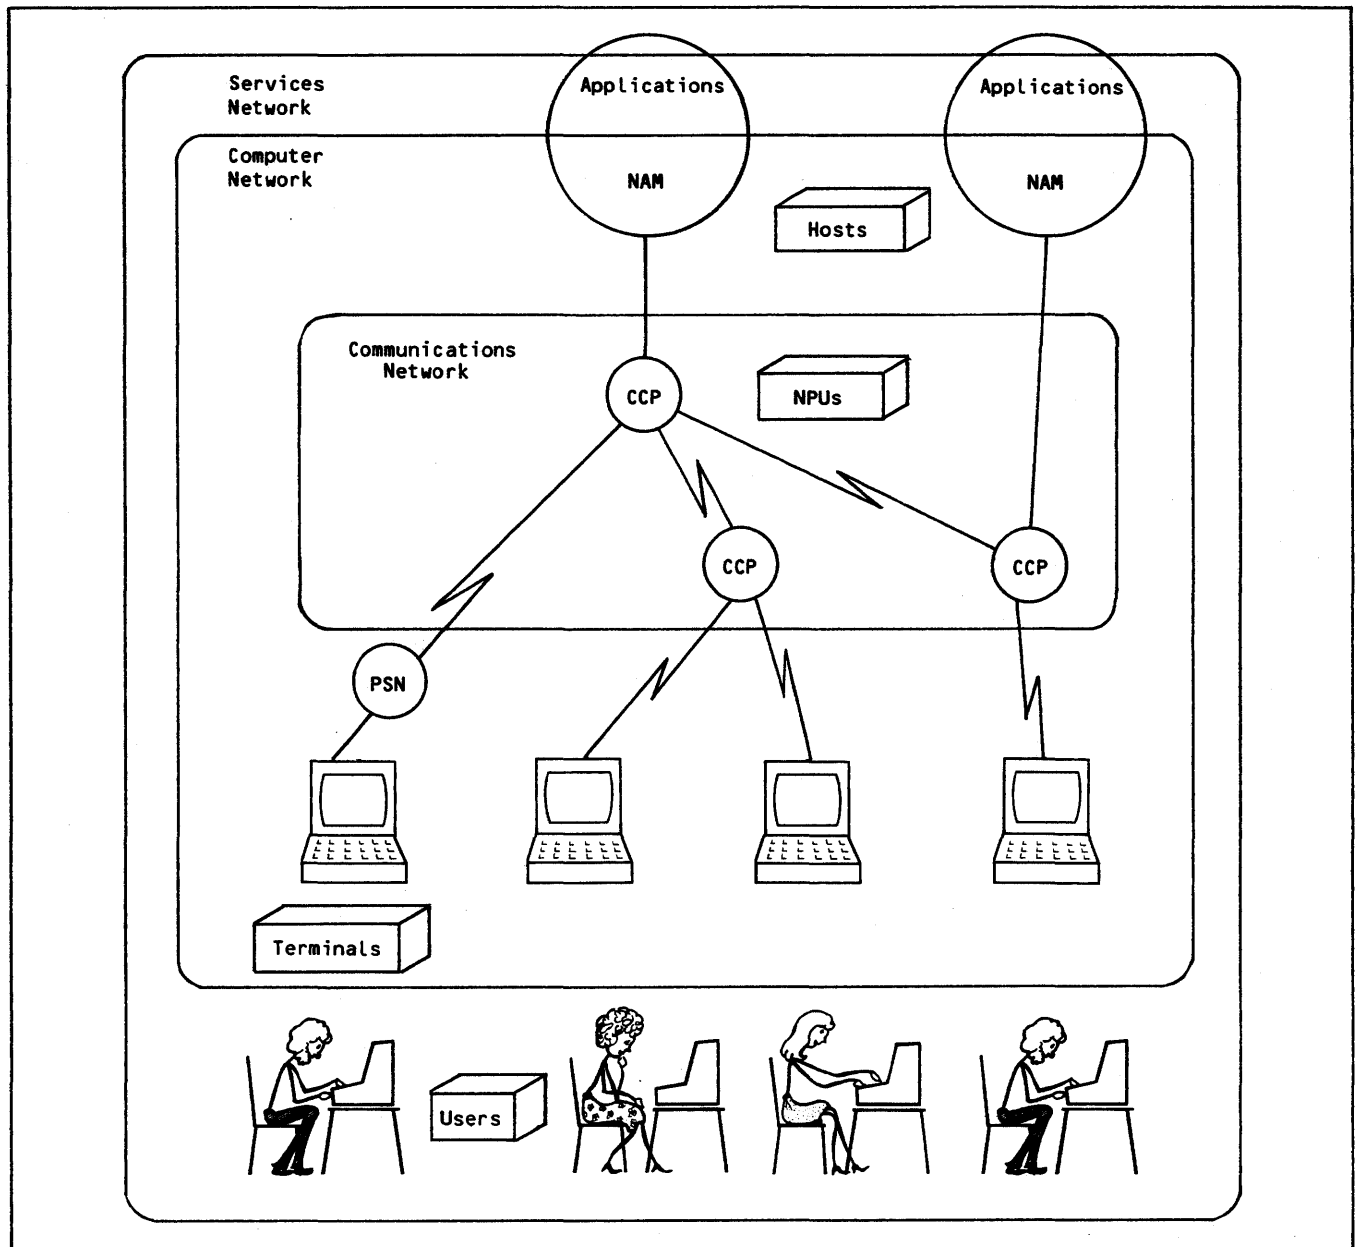 Services
Network
Applications
Applications
Computer
Network
NAM
NAM
Hosts
Communications
Network
CCP
NPUs
CCP
CCP
PSN
Terminals
Users